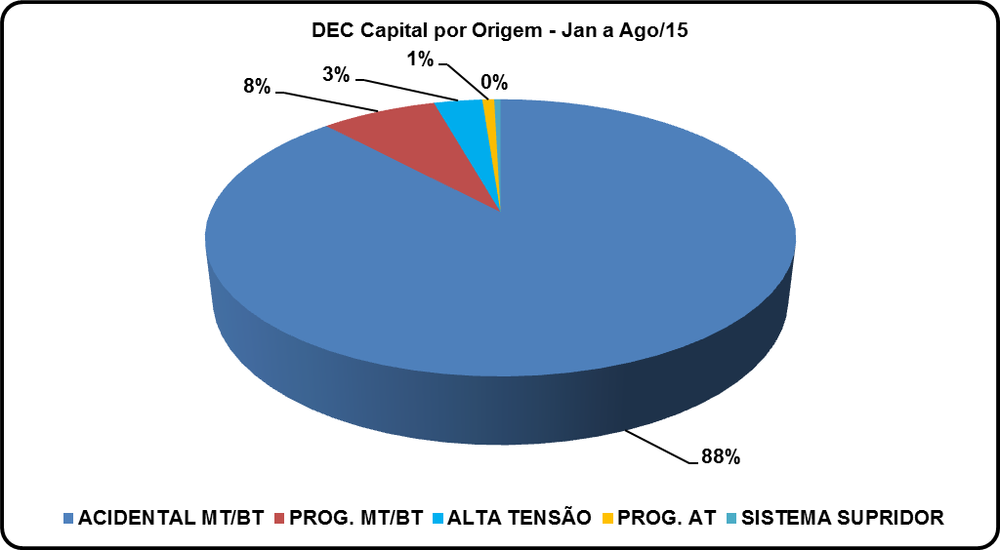 DEC Capital por Origem - Jan a Ago/15
1%
3%
0%
8%
88%
ACIDENTAL MT/BT PROG. MT/BT ALTA TENSÃO PROG. AT SISTEMA SUPRIDOR